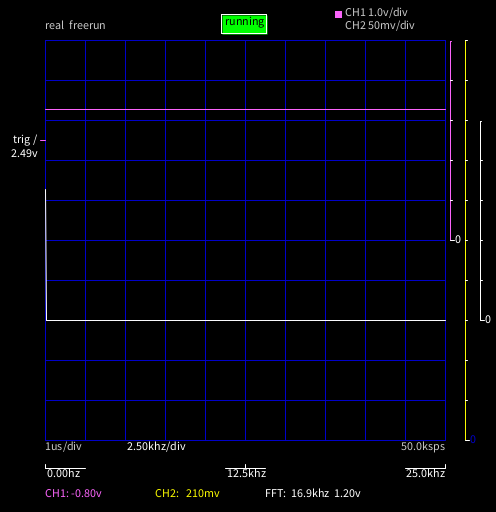 real freerun
running
CH1 1.0v/div
CH2 50mv/div
trig /
2.49v
0
0
0
1us/div 2.50khz/div 50.0ksps
0.00hz 12.5khz 25.0khz
CH1: -0.80v CH2: 210mv FFT: 16.9khz 1.20v